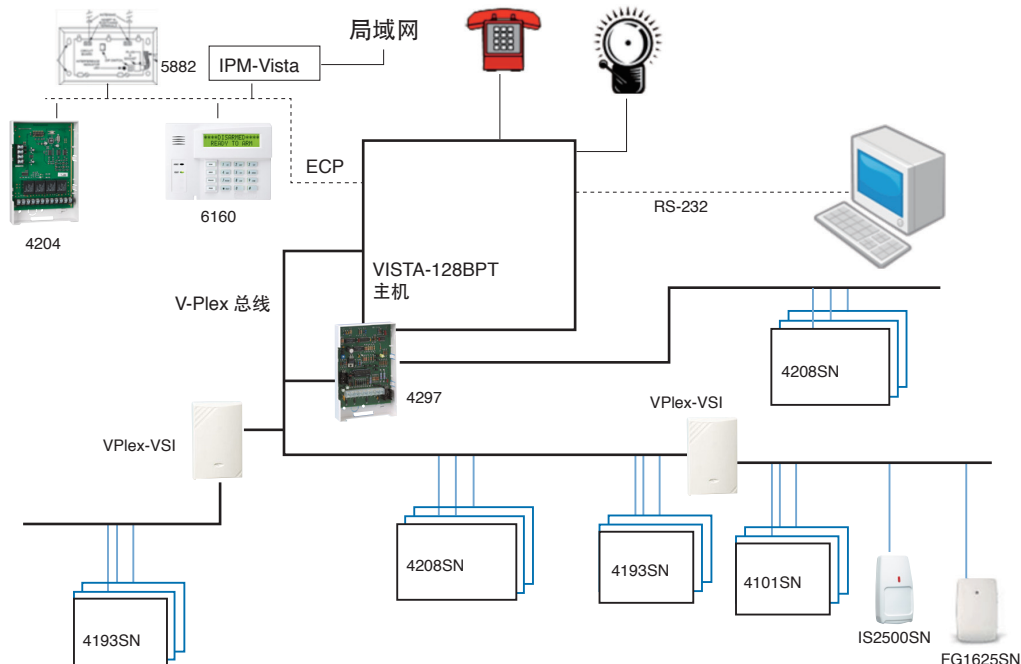 局域网
5882
IPM-Vista
****DISARMED****
READY TO ARM
ECP
4204
6160
RS-232
VISTA-128BPT
主机
V-Plex 总线
4208SN
4297
VPlex-VSI
VPlex-VSI
4208SN
4193SN
4101SN
4193SN
IS2500SN
FG1625SN